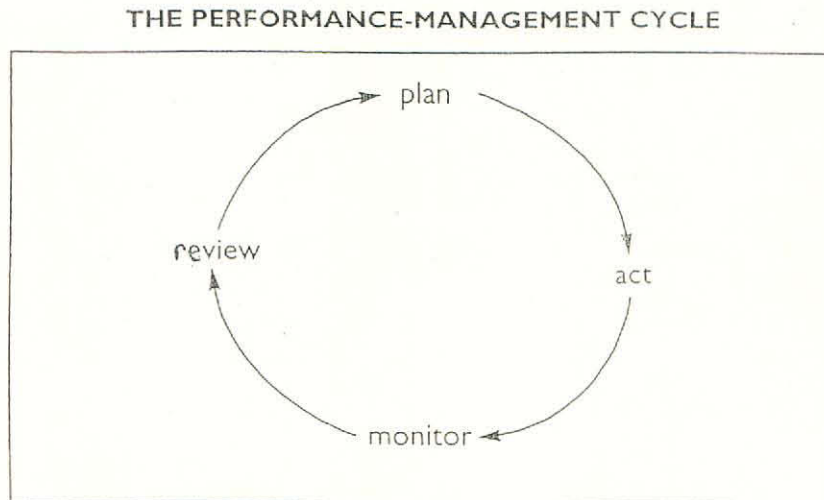 THE PERFORMANCE-MANAGEMENT CYCLE
plan
review
act
monitor